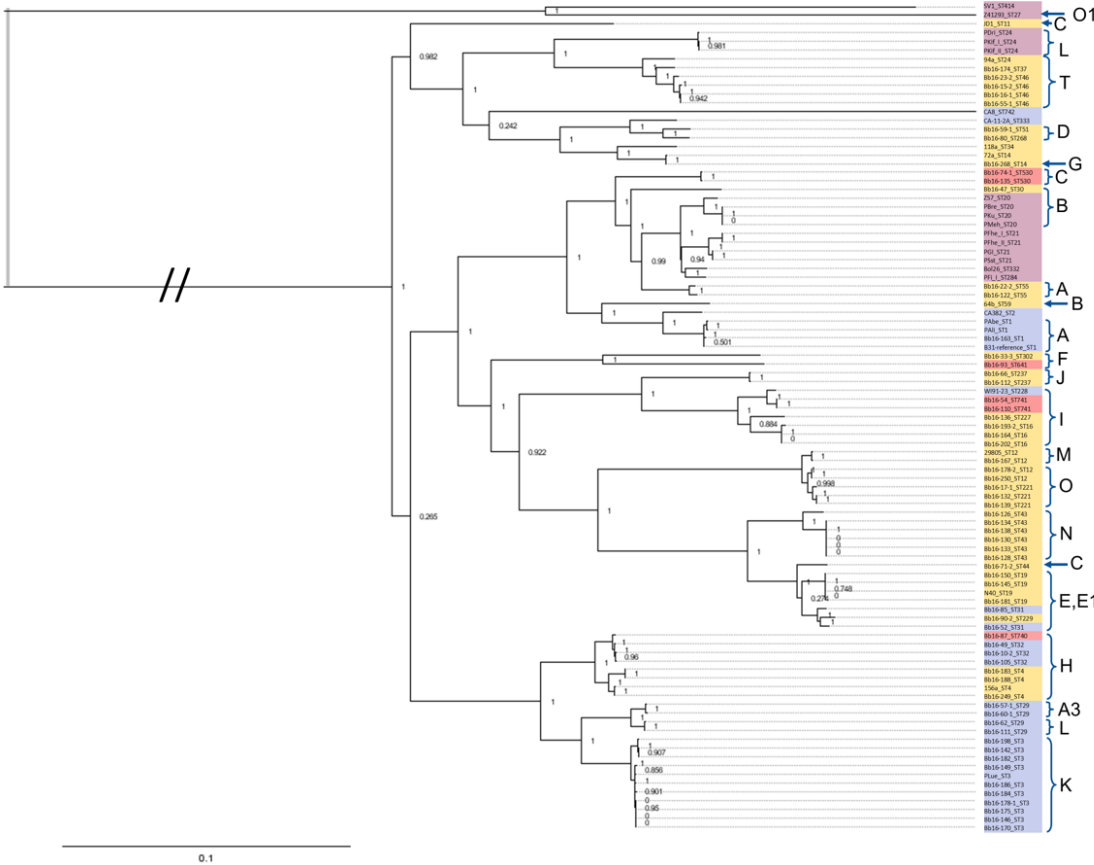 SV1_ST414
Z41293_ST27
O1
JD1_ST11
C
PDri_ST24
PKif_I_ST24
PKif_II_ST24
L
94a_ST24
Bb16-174_ST37
Bb16-23-2_ST46
Bb16-15-2_ST46
Bb16-16-1_ST46
Bb16-55-1_ST46
T
CA8_ST742
CA-11-2A_ST333
Bb16-59-1_ST51
Bb16-80_ST268
D
118a_ST34
72a_ST14
Bb16-268_ST14
G
Bb16-74-1_ST530
Bb16-135_ST530
C
Bb16-47_ST30
ZS7_ST20
PBre_ST20
PKu_ST20
PMeh_ST20
B
PFhe_I_ST21
PFhe_II_ST21
PGl_ST21
PSst_ST21
Bol26_ST332
PFi_I_ST284
Bb16-22-2_ST55
Bb16-122_ST55
A
64b_ST59
B
CA382_ST2
PAbe_ST1
PAli_ST1
Bb16-163_ST1
B31-reference_ST1
A
Bb16-33-3_ST302
Bb16-93_ST641
F
Bb16-66_ST237
Bb16-112_ST237
J
WI91-23_ST228
Bb16-54_ST741
Bb16-110_ST741
Bb16-136_ST227
Bb16-193-2_ST16
Bb16-164_ST16
Bb16-202_ST16
I
29805_ST12
Bb16-167_ST12
M
Bb16-178-2_ST12
Bb16-250_ST12
Bb16-17-1_ST221
Bb16-132_ST221
Bb16-139_ST221
O
Bb16-126_ST43
Bb16-134_ST43
Bb16-138_ST43
Bb16-130_ST43
Bb16-133_ST43
Bb16-128_ST43
N
Bb16-71-2_ST44
C
Bb16-150_ST19
Bb16-145_ST19
N40_ST19
Bb16-181_ST19
Bb16-85_ST31
Bb16-90-2_ST229
Bb16-52_ST31
E,E1
Bb16-87_ST740
Bb16-49_ST32
Bb16-10-2_ST32
Bb16-105_ST32
Bb16-183_ST4
Bb16-188_ST4
156a_ST4
Bb16-249_ST4
H
Bb16-57-1_ST29
Bb16-60-1_ST29
A3
Bb16-62_ST29
Bb16-111_ST29
L
Bb16-198_ST3
Bb16-142_ST3
Bb16-182_ST3
Bb16-149_ST3
PLue_ST3
Bb16-186_ST3
Bb16-184_ST3
Bb16-178-1_ST3
Bb16-175_ST3
Bb16-146_ST3
Bb16-170_ST3
K
0.981
0.982
0.942
0.242
0.99
0.94
0.501
0.884
0.922
0.998
0.265
0.748
0.274
0.96
0.907
0.856
0.901
0.95
0.1